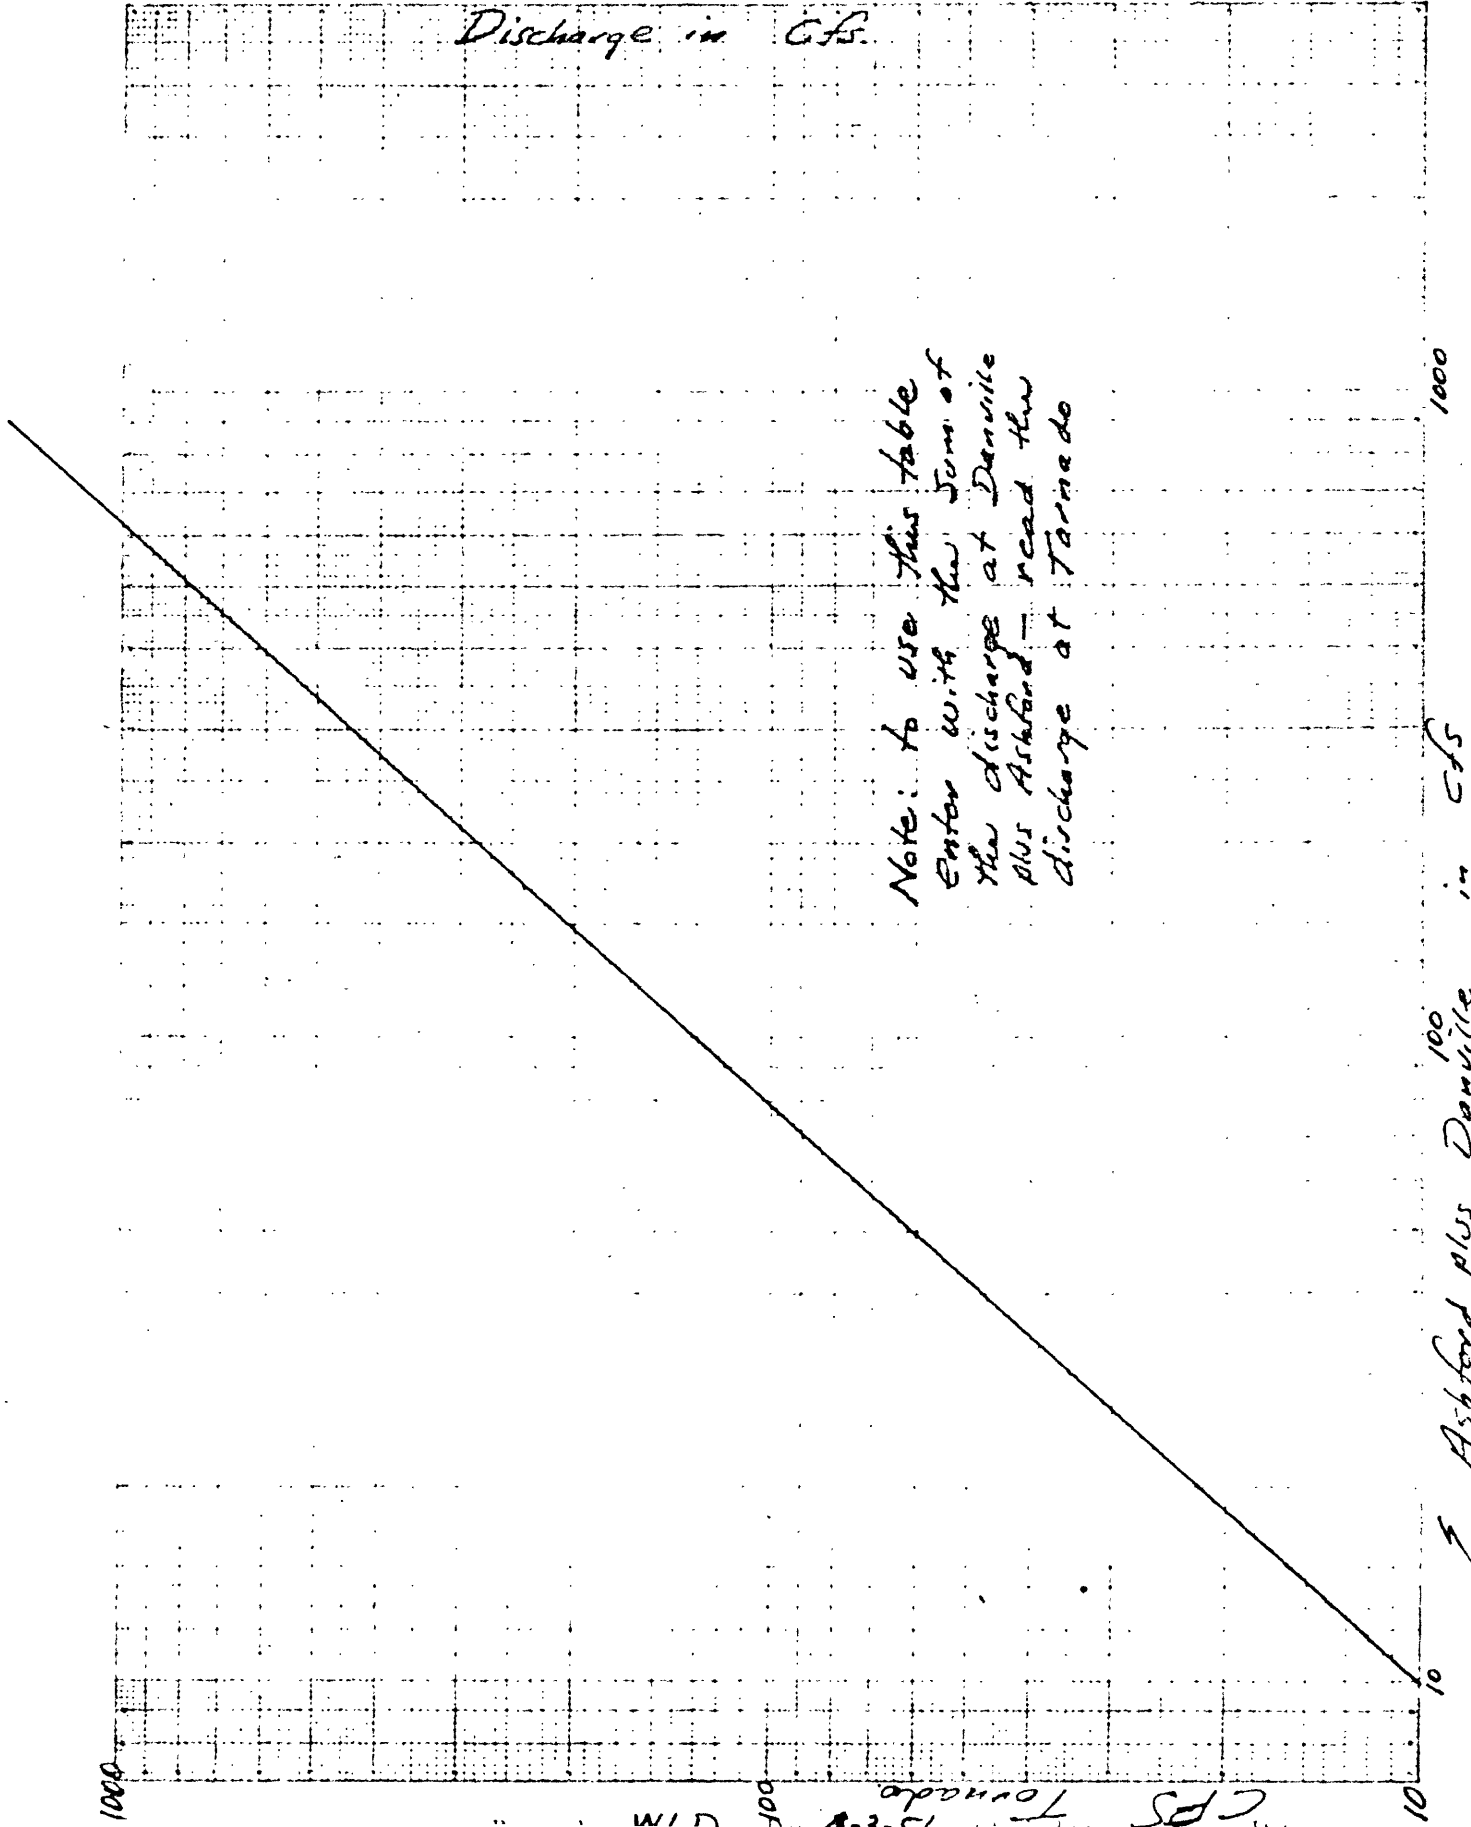 Discharge in Cfs.
Note: to use this table
Enter with the Sum of
the discharge at Danville
plus Ashford — read the
discharge at Tornado
1000
100
10
CFS
Tornado
10
100
1000
Ashford plus Danville in cfs